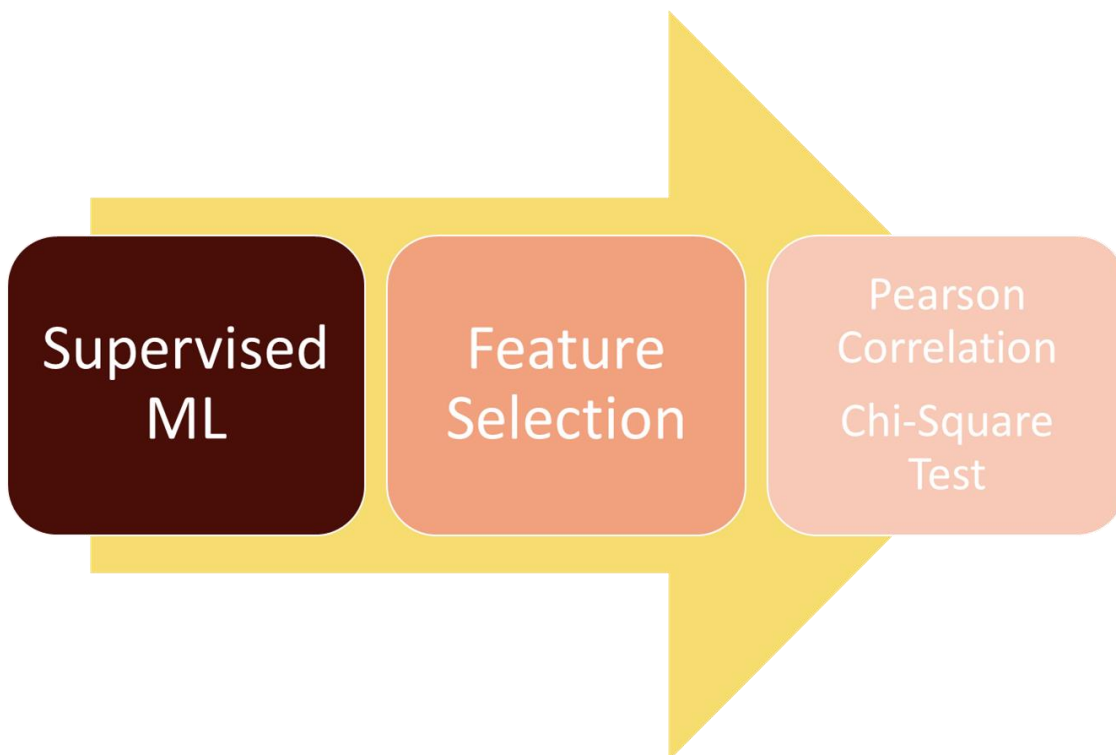 Supervised
ML
Feature
Selection
Pearson
Correlation
Chi-Square
Test